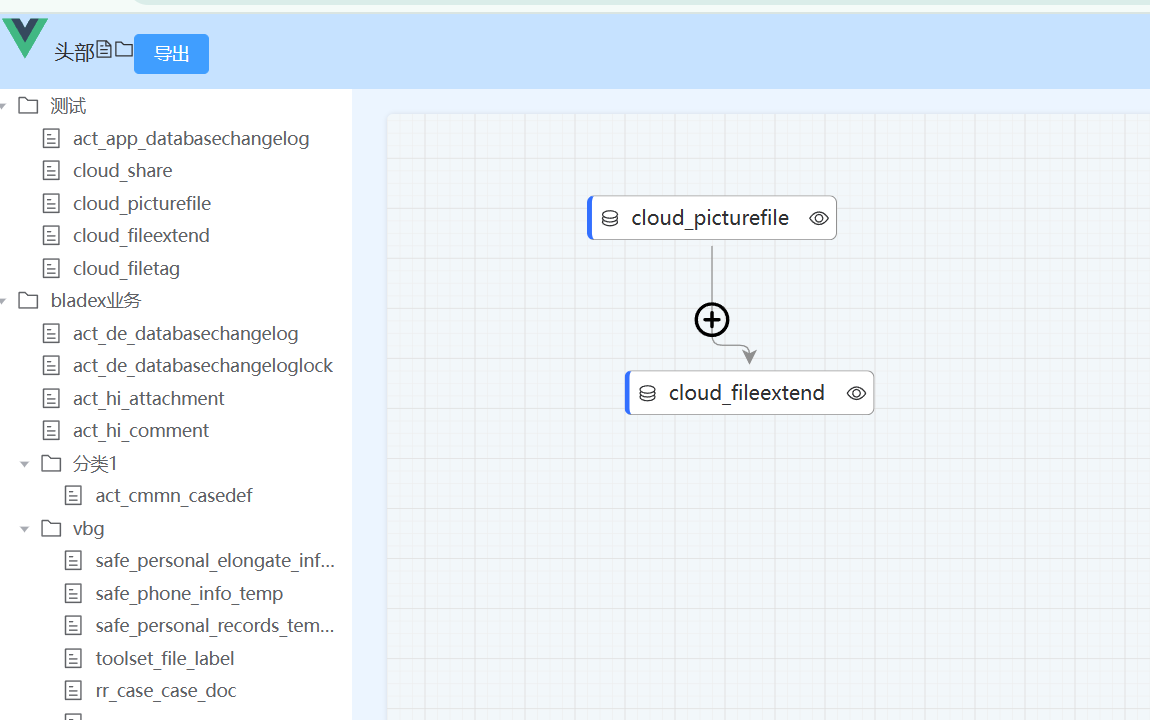 头部 导出
测试
act_app_databasechangelog
cloud_share
cloud_picturefile
cloud_fileextend
cloud_filetag
bladex业务
act_de_databasechangelog
act_de_databasechangeloglock
act_hi_attachment
act_hi_comment
分类1
act_cmmn_casedef
vbg
safe_personal_elongate_inf...
safe_phone_info_temp
safe_personal_records_tem...
toolset_file_label
rr_case_case_doc
cloud_picturefile
cloud_fileextend